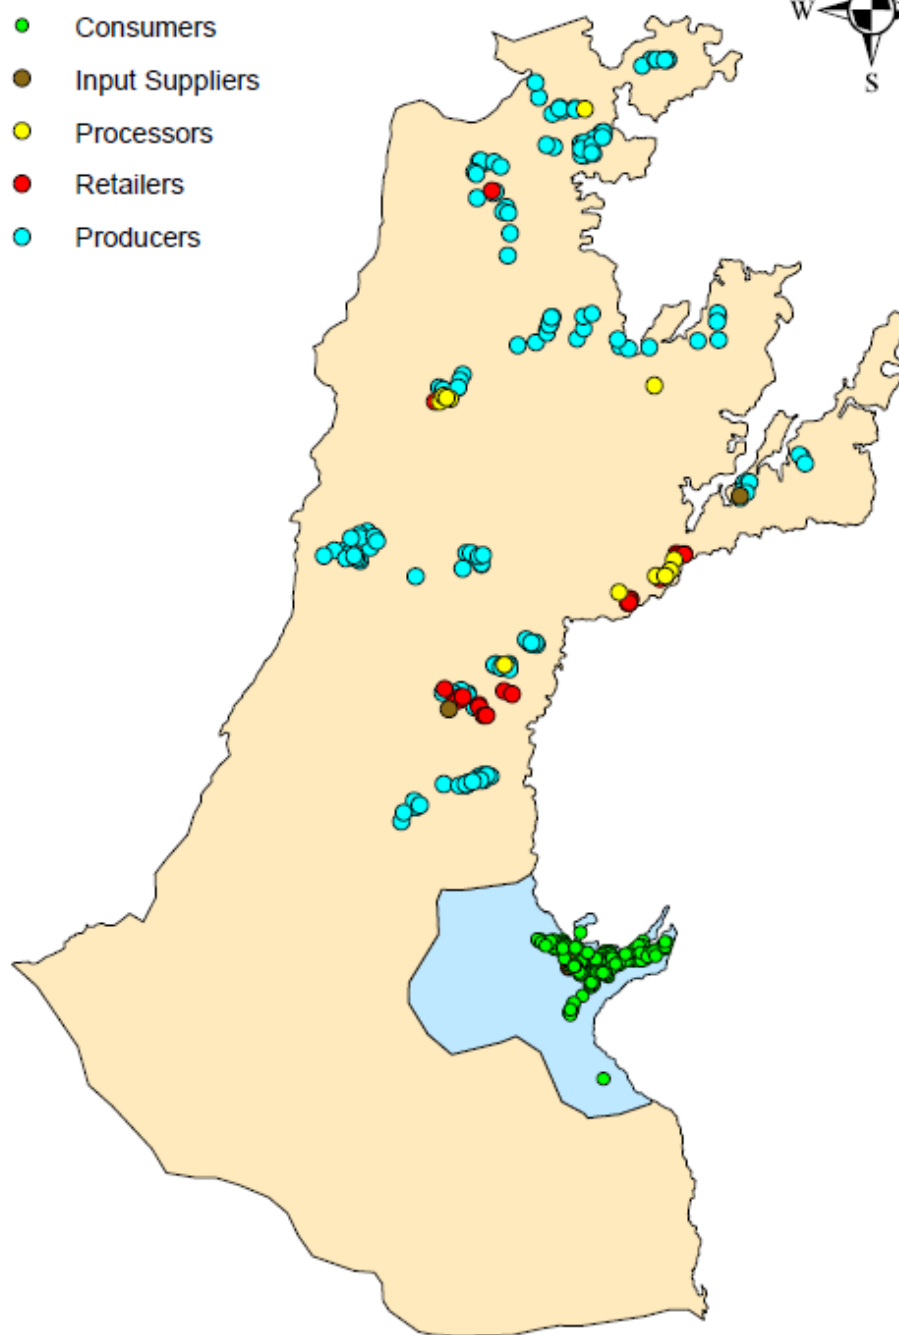 W
S
Consumers
Input Suppliers
Processors
Retailers
Producers